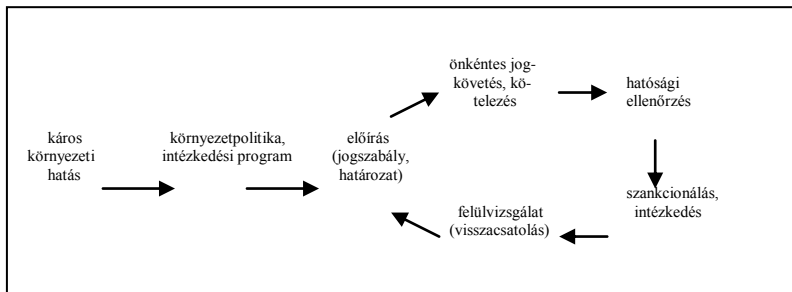 káros
környezeti
hatás
környezetpolitika,
intézkedési program
előírás
(jogszabály,
határozat)
önkéntes jog-
követés, kö-
telezés
hatósági
ellenőrzés
szankcionálás,
intézkedés
felülvizsgálat
(visszacsatolás)